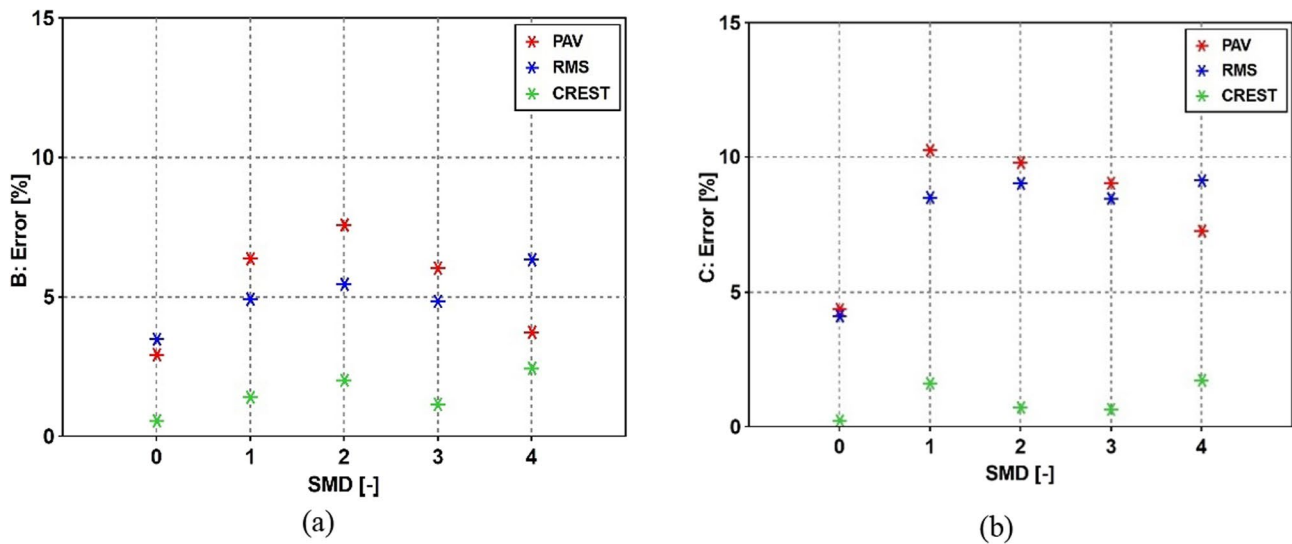 15
10
5
0
B: Error [%]
PAV
RMS
CREST
0 1 2 3 4
SMD [-]
(a)
15
10
5
0
C: Error [%]
PAV
RMS
CREST
0 1 2 3 4
SMD [-]
(b)